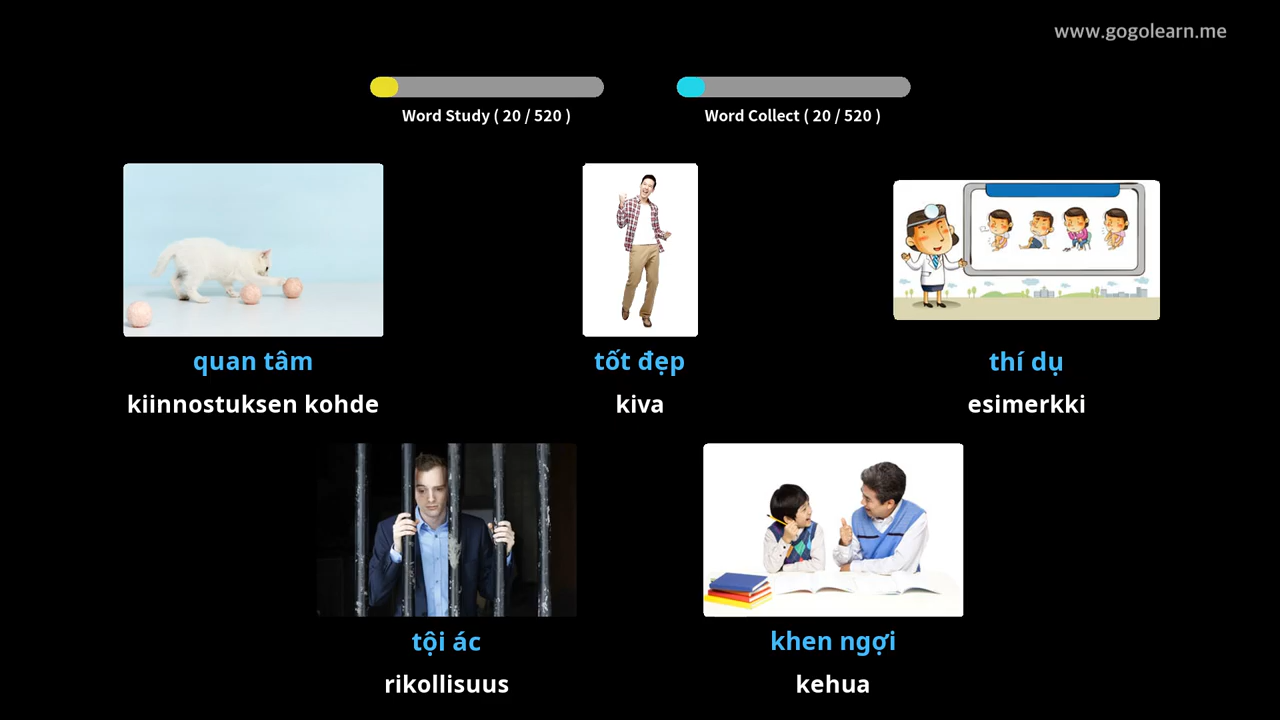 www.gogolearn.me
Word Study ( 20 / 520 )
Word Collect ( 20 / 520 )
quan tâm
kiinnostuksen kohde
tốt đẹp
kiva
thí dụ
esimerkki
tội ác
rikollisuus
khen ngợi
kehua